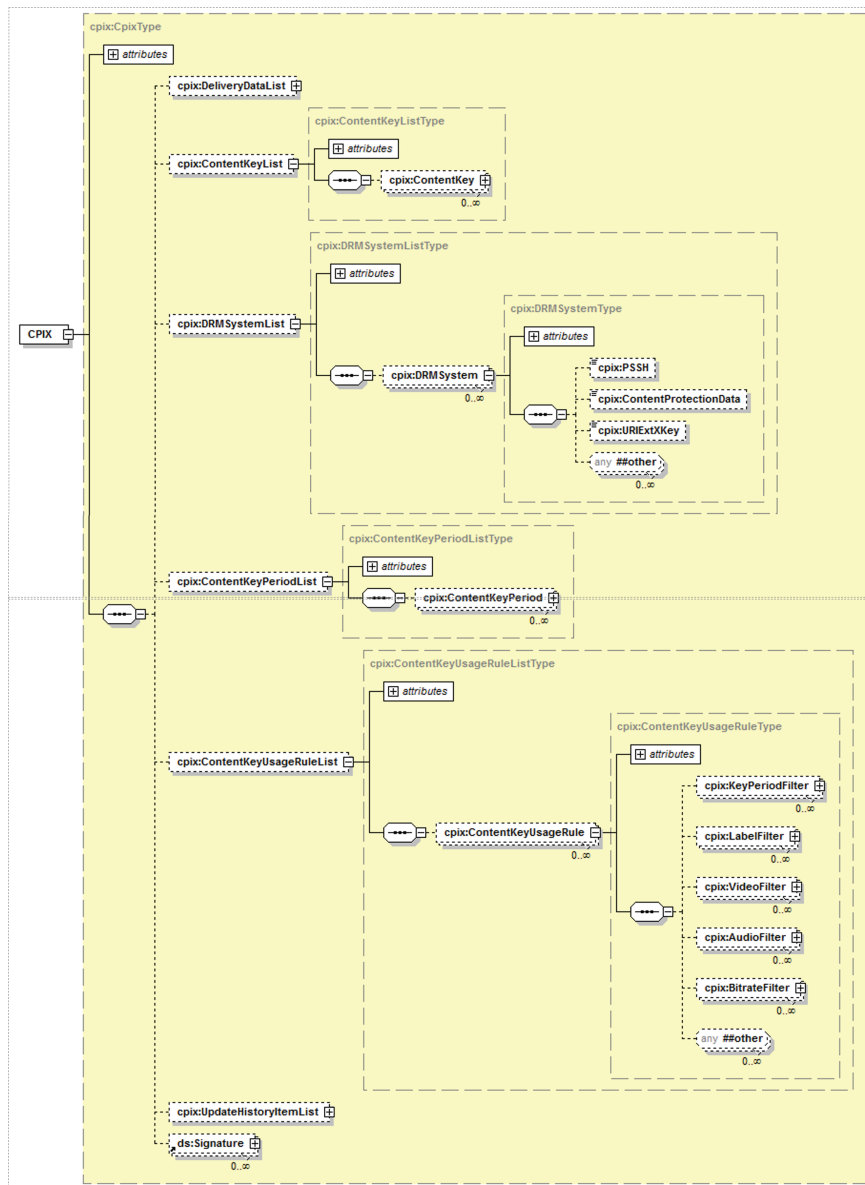 cpix:CpixType
attributes
cpix:DeliveryDataList
cpix:ContentKeyListType
attributes
cpix:ContentKeyList
cpix:ContentKey
0..∞
cpix:DRMSystemListType
attributes
cpix:DRMSystemType
cpix:DRMSystemList
CPIX
attributes
cpix:PSSH
cpix:DRMSystem
0..∞
cpix:ContentProtectionData
cpix:URIExtXKey
any ##other
0..∞
cpix:ContentKeyPeriodListType
attributes
cpix:ContentKeyPeriodList
cpix:ContentKeyPeriod
0..∞
cpix:ContentKeyUsageRuleListType
attributes
cpix:ContentKeyUsageRuleType
attributes
cpix:ContentKeyUsageRuleList
cpix:KeyPeriodFilter
0..∞
cpix:ContentKeyUsageRule
0..∞
cpix:LabelFilter
0..∞
cpix:VideoFilter
0..∞
cpix:AudioFilter
0..∞
cpix:BitrateFilter
0..∞
any ##other
0..∞
cpix:UpdateHistoryItemList
ds:Signature
0..∞